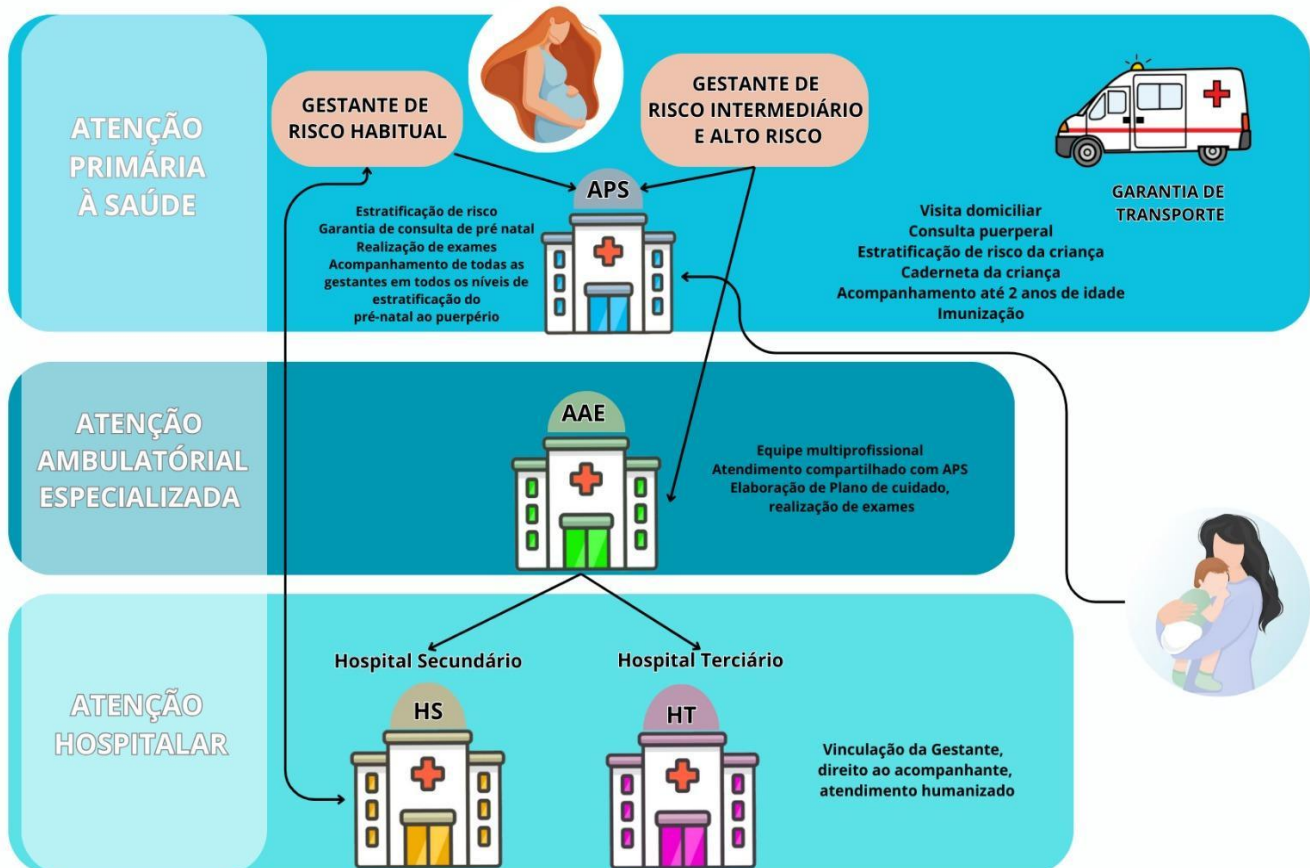 ATENÇÃO
PRIMÁRIA
À SAÚDE
GESTANTE DE
RISCO HABITUAL
GESTANTE DE
RISCO INTERMEDIÁRIO
E ALTO RISCO
APS
Estratificação de risco
Garantia de consulta de pré natal
Realização de exames
Acompanhamento de todas as
gestantes em todos os níveis de
estratificação do
pré-natal ao puerpério
Visita domiciliar
Consulta puerperal
Estratificação de risco da criança
Caderneta da criança
Acompanhamento até 2 anos de idade
Imunização
GARANTIA DE
TRANSPORTE
ATENÇÃO
AMBULATÓRIAL
ESPECIALIZADA
AAE
Equipe multiprofissional
Atendimento compartilhado com APS
Elaboração de Plano de cuidado,
realização de exames
ATENÇÃO
HOSPITALAR
Hospital Secundário
HS
Hospital Terciário
HT
Vinculação da Gestante,
direito ao acompanhante,
atendimento humanizado